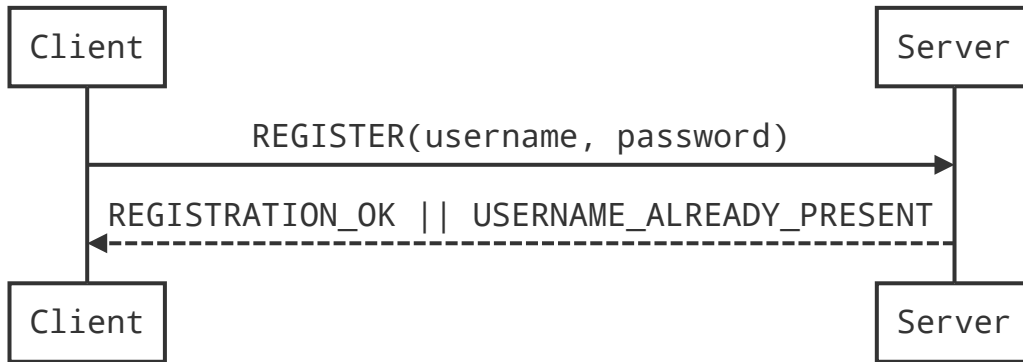 Client
Server
REGISTER(username, password)
REGISTRATION_OK || USERNAME_ALREADY_PRESENT
Client
Server